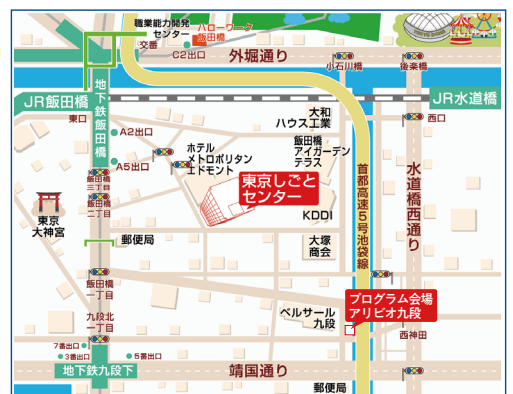 職業能力開発
センター
ハローワーク
飯田橋
交番
C2出口
外堀通り
小石川橋
後楽橋
TOKYO DOME
JR飯田橋
JR水道橋
地下鉄飯田橋
東口
西口
A2出口
A5出口
大和
ハウス工業
ホテル
メトロポリタン
エドモント
飯田橋
アイガーデン
テラス
東京しごと
センター
KDDI
首都高速5号池袋線
水道橋西通り
飯田橋
三丁目
飯田橋
二丁目
東京
大神宮
郵便局
大塚
商会
飯田橋
一丁目
プログラム会場
アリビオ九段
ベルサール
九段
九段北
一丁目
西神田
7番出口
3番出口
5番出口
地下鉄九段下
靖国通り
郵便局